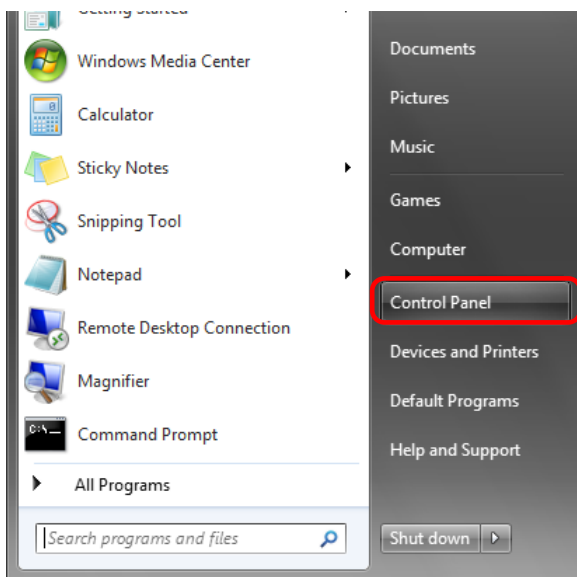 Getting Started
Windows Media Center
Calculator
Sticky Notes
Snipping Tool
Notepad
Remote Desktop Connection
Magnifier
C:\
Command Prompt
All Programs
Search programs and files
Documents
Pictures
Music
Games
Computer
Control Panel
Devices and Printers
Default Programs
Help and Support
Shut down